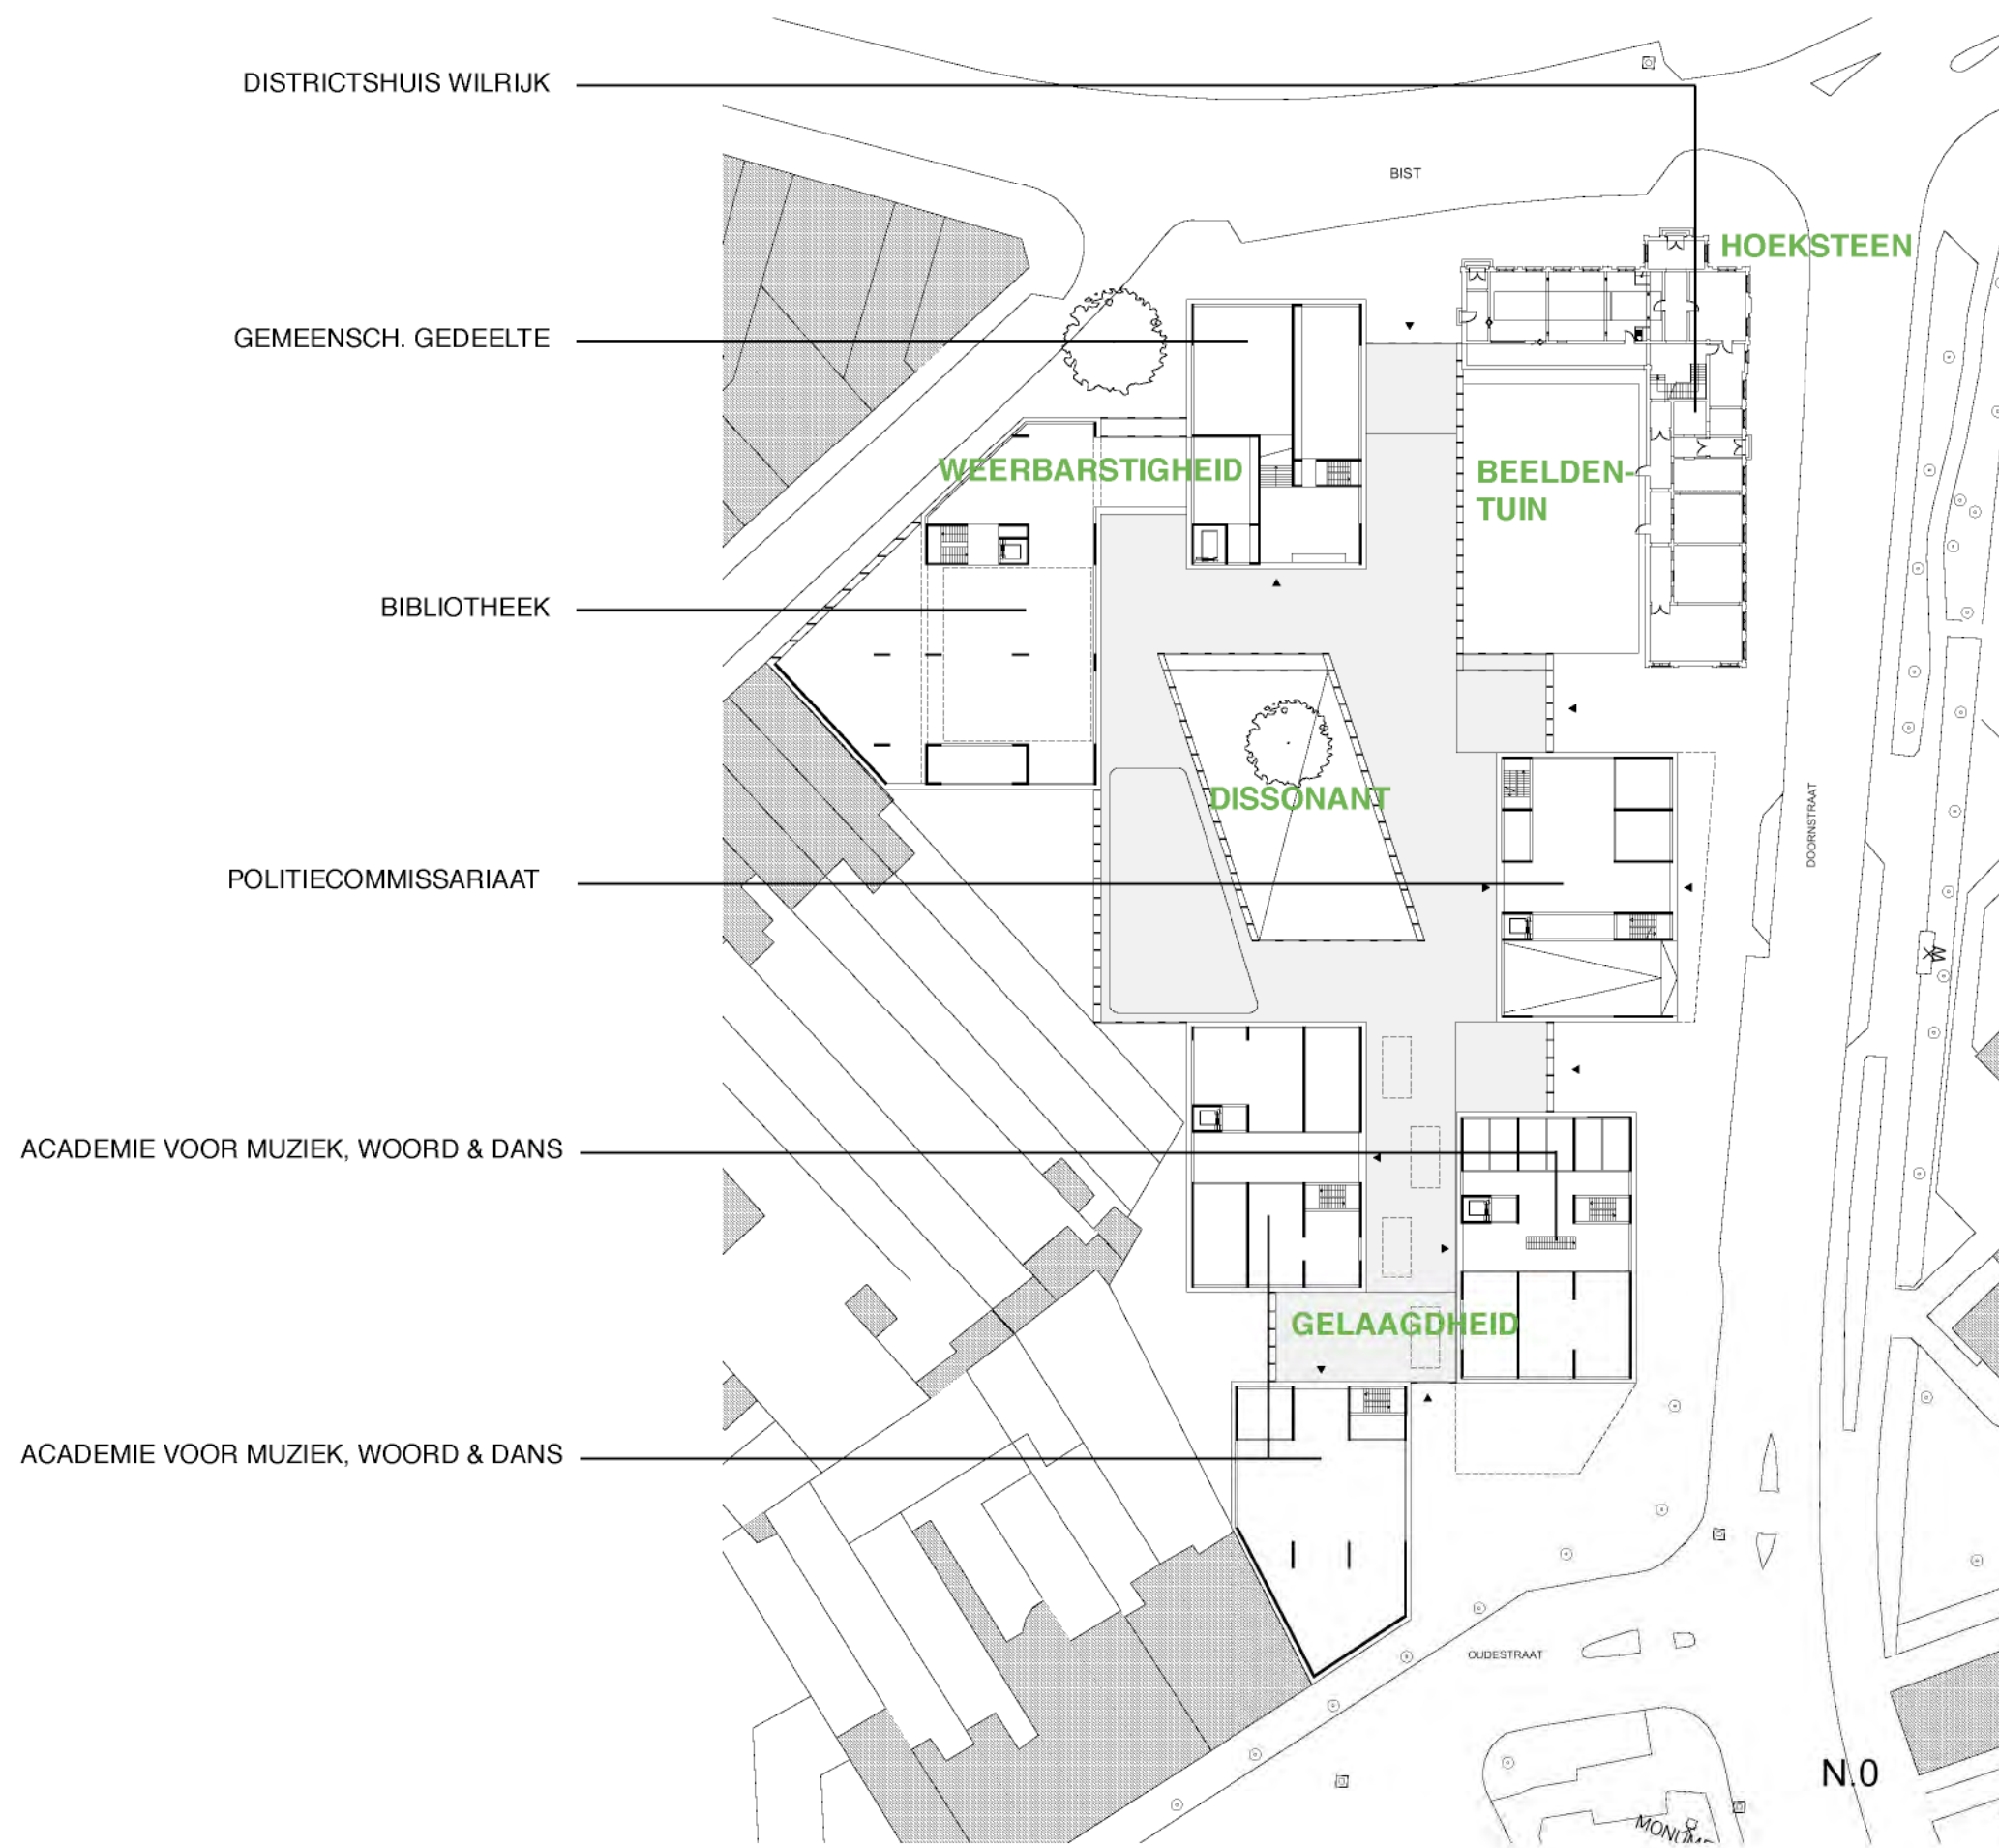 DISTRICTSHUIS WILRIJK
BIST
HOEKSTEEN
GEMEENSCH. GEDEELTE
WEERBARSTIGHEID
BEELDEN-
TUIN
BIBLIOTHEEK
DISSONANT
DOORNSTRAAT
POLITIECOMMISSARIAAT
ACADEMIE VOOR MUZIEK, WOORD & DANS
GELAAGDHEID
ACADEMIE VOOR MUZIEK, WOORD & DANS
OUDESTRAAT
N.0